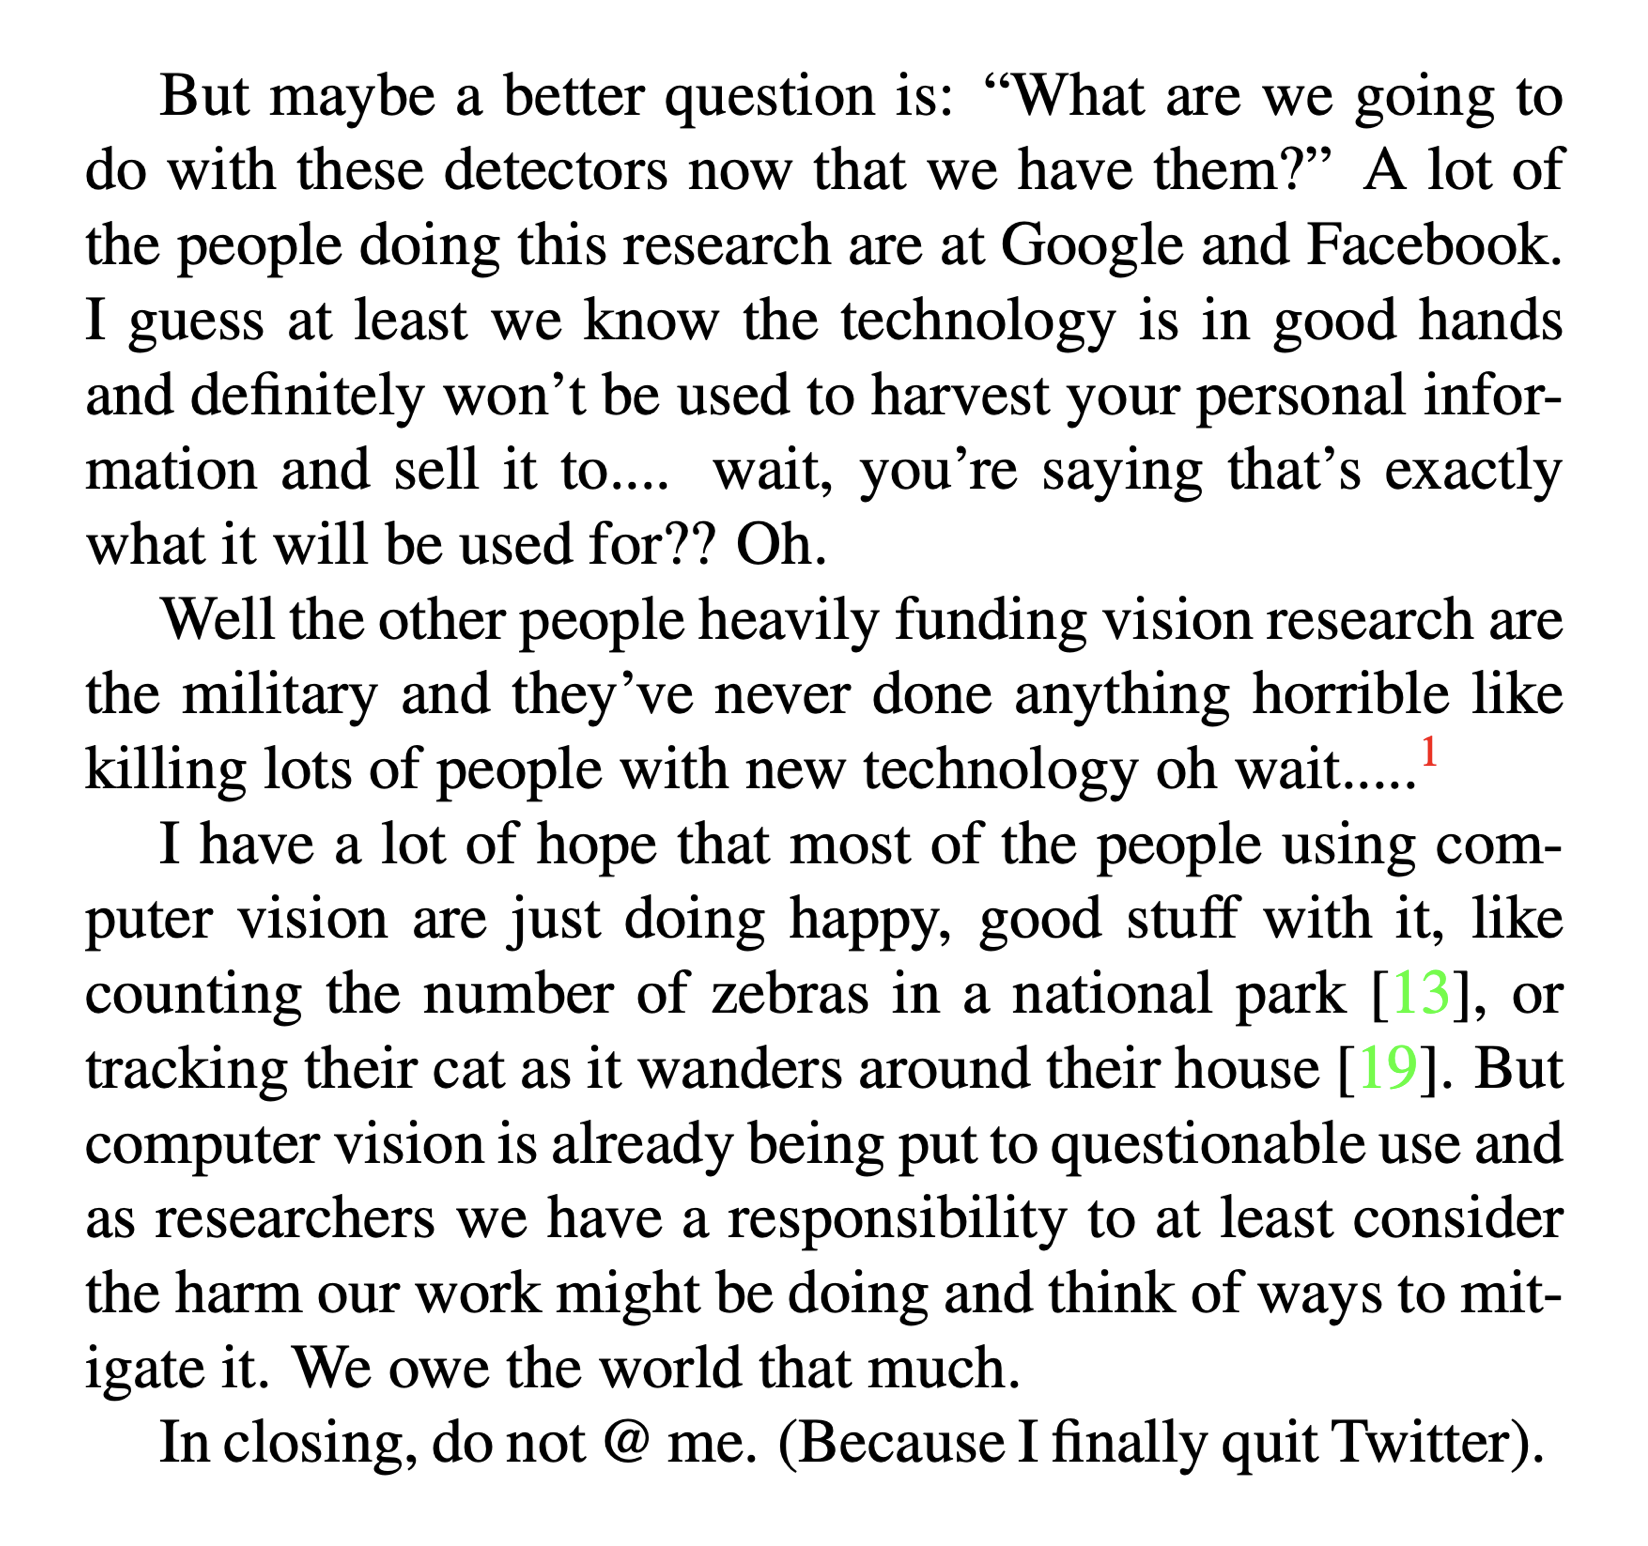 But maybe a better question is: “What are we going to
do with these detectors now that we have them?” A lot of
the people doing this research are at Google and Facebook.
I guess at least we know the technology is in good hands
and definitely won’t be used to harvest your personal infor-
mation and sell it to.... wait, you’re saying that’s exactly
what it will be used for?? Oh.
Well the other people heavily funding vision research are
the military and they’ve never done anything horrible like
killing lots of people with new technology oh wait.....1
I have a lot of hope that most of the people using com-
puter vision are just doing happy, good stuff with it, like
counting the number of zebras in a national park [13], or
tracking their cat as it wanders around their house [19]. But
computer vision is already being put to questionable use and
as researchers we have a responsibility to at least consider
the harm our work might be doing and think of ways to mit-
igate it. We owe the world that much.
In closing, do not @ me. (Because I finally quit Twitter).